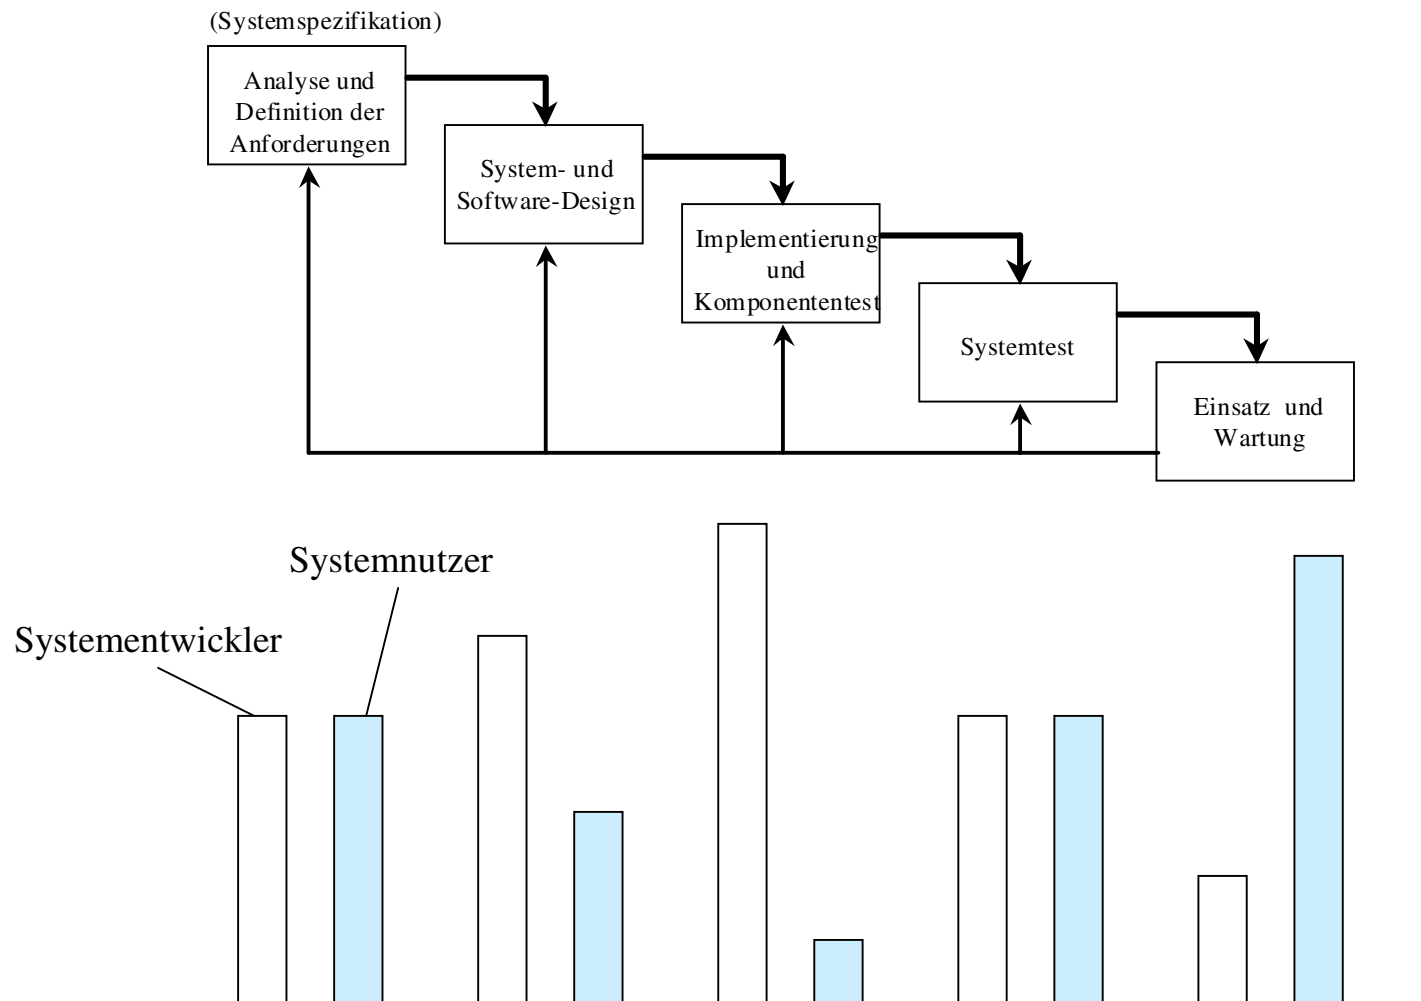 (Systemspezifikation)
Analyse und
Definition der
Anforderungen
System- und
Software-Design
Implementierung
und
Komponententest
Systemtest
Einsatz und
Wartung
Systemnutzer
Systementwickler